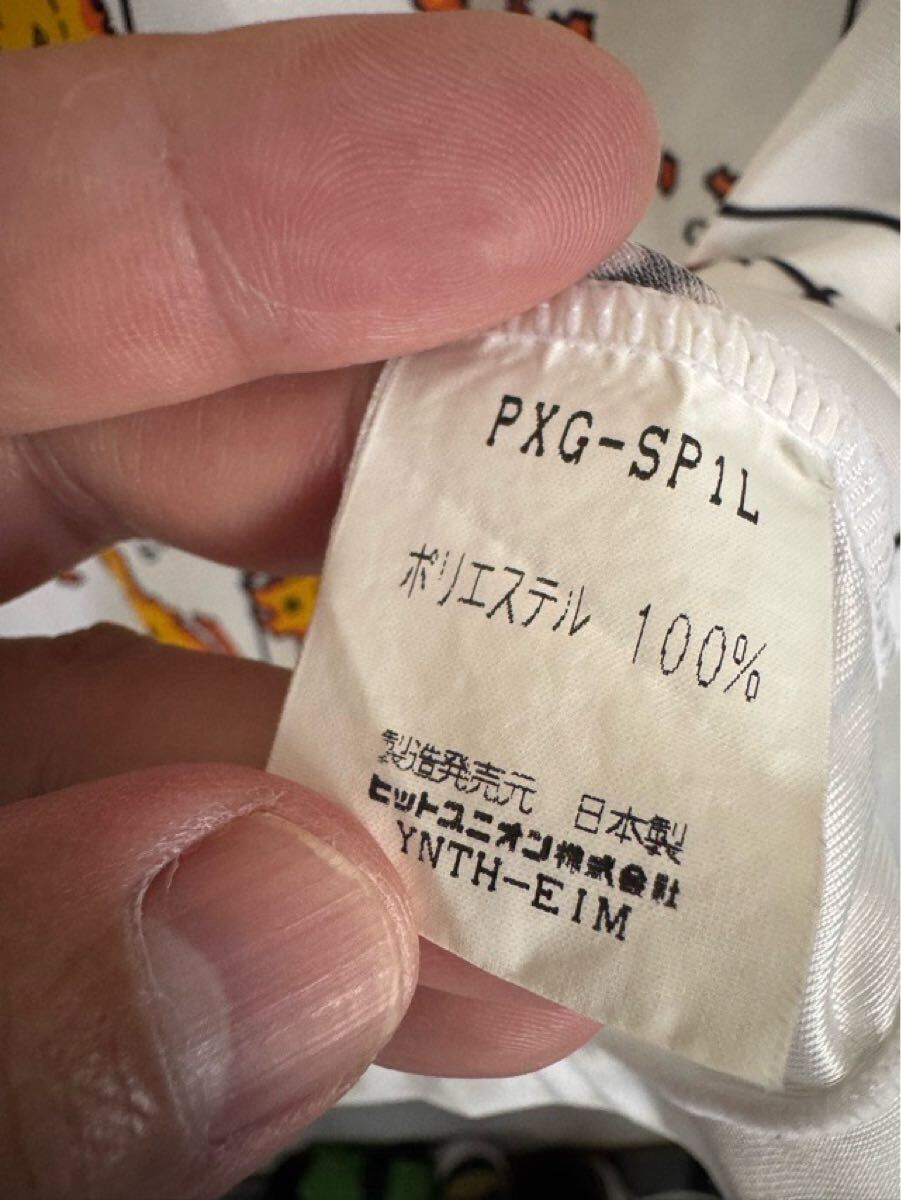 PXG-SP1L
ポリエステル 100%
製造発売元 日本製
ヒットユニオン株式会社
YNTH-EIM